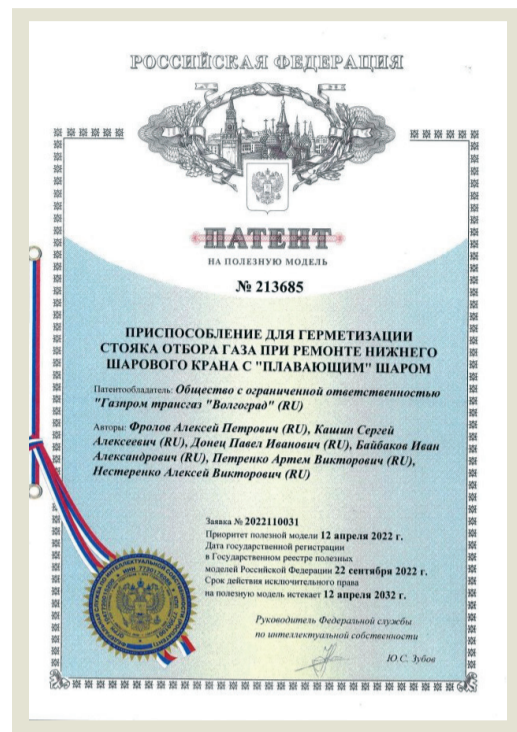 РОССИЙСКАЯ ФЕДЕРАЦИЯ
ПАТЕНТ
НА ПОЛЕЗНУЮ МОДЕЛЬ
№ 213685
ПРИСПОСОБЛЕНИЕ ДЛЯ ГЕРМЕТИЗАЦИИ
СТОЯКА ОТБОРА ГАЗА ПРИ РЕМОНТЕ НИЖНЕГО
ШАРОВОГО КРАНА С "ПЛАВАЮЩИМ" ШАРОМ
Патентообладатель: Общество с ограниченной ответственностью
"Газпром трансгаз "Волгоград" (RU)
Авторы: Фролов Алексей Петрович (RU), Кашин Сергей
Алексеевич (RU), Донец Павел Иванович (RU), Байбаков Иван
Александрович (RU), Петренко Артем Викторович (RU),
Нестеренко Алексей Викторович (RU)
Заявка № 2022110031
Приоритет полезной модели 12 апреля 2022 г.
Дата государственной регистрации
в Государственном реестре полезных
моделей Российской Федерации 22 сентября 2022 г.
Срок действия исключительного права
на полезную модель истекает 12 апреля 2032 г.
Руководитель Федеральной службы
по интеллектуальной собственности
Ю.С. Зубов